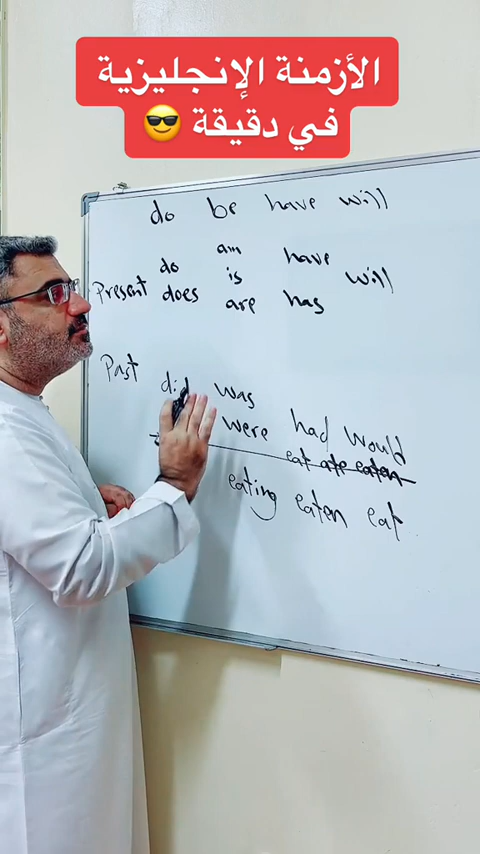 الأزمنة الإنجليزية
في دقيقة 😎
do be have will
do am have
Present does is are has will
Past did was
were had would
eat ate eaten
eating eaten eat